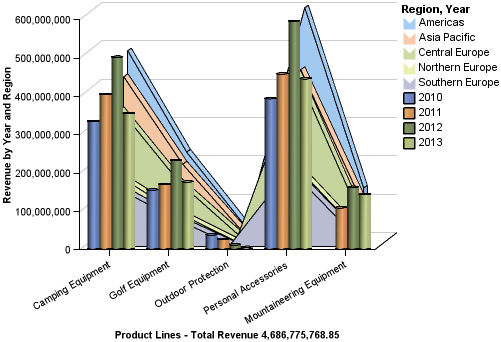 Region, Year
Americas
Asia Pacific
Central Europe
Northern Europe
Southern Europe
2010
2011
2012
2013
Revenue by Year and Region
600,000,000
500,000,000
400,000,000
300,000,000
200,000,000
100,000,000
0
Camping Equipment
Golf Equipment
Outdoor Protection
Personal Accessories
Mountaineering Equipment
Product Lines - Total Revenue 4,686,775,768.85